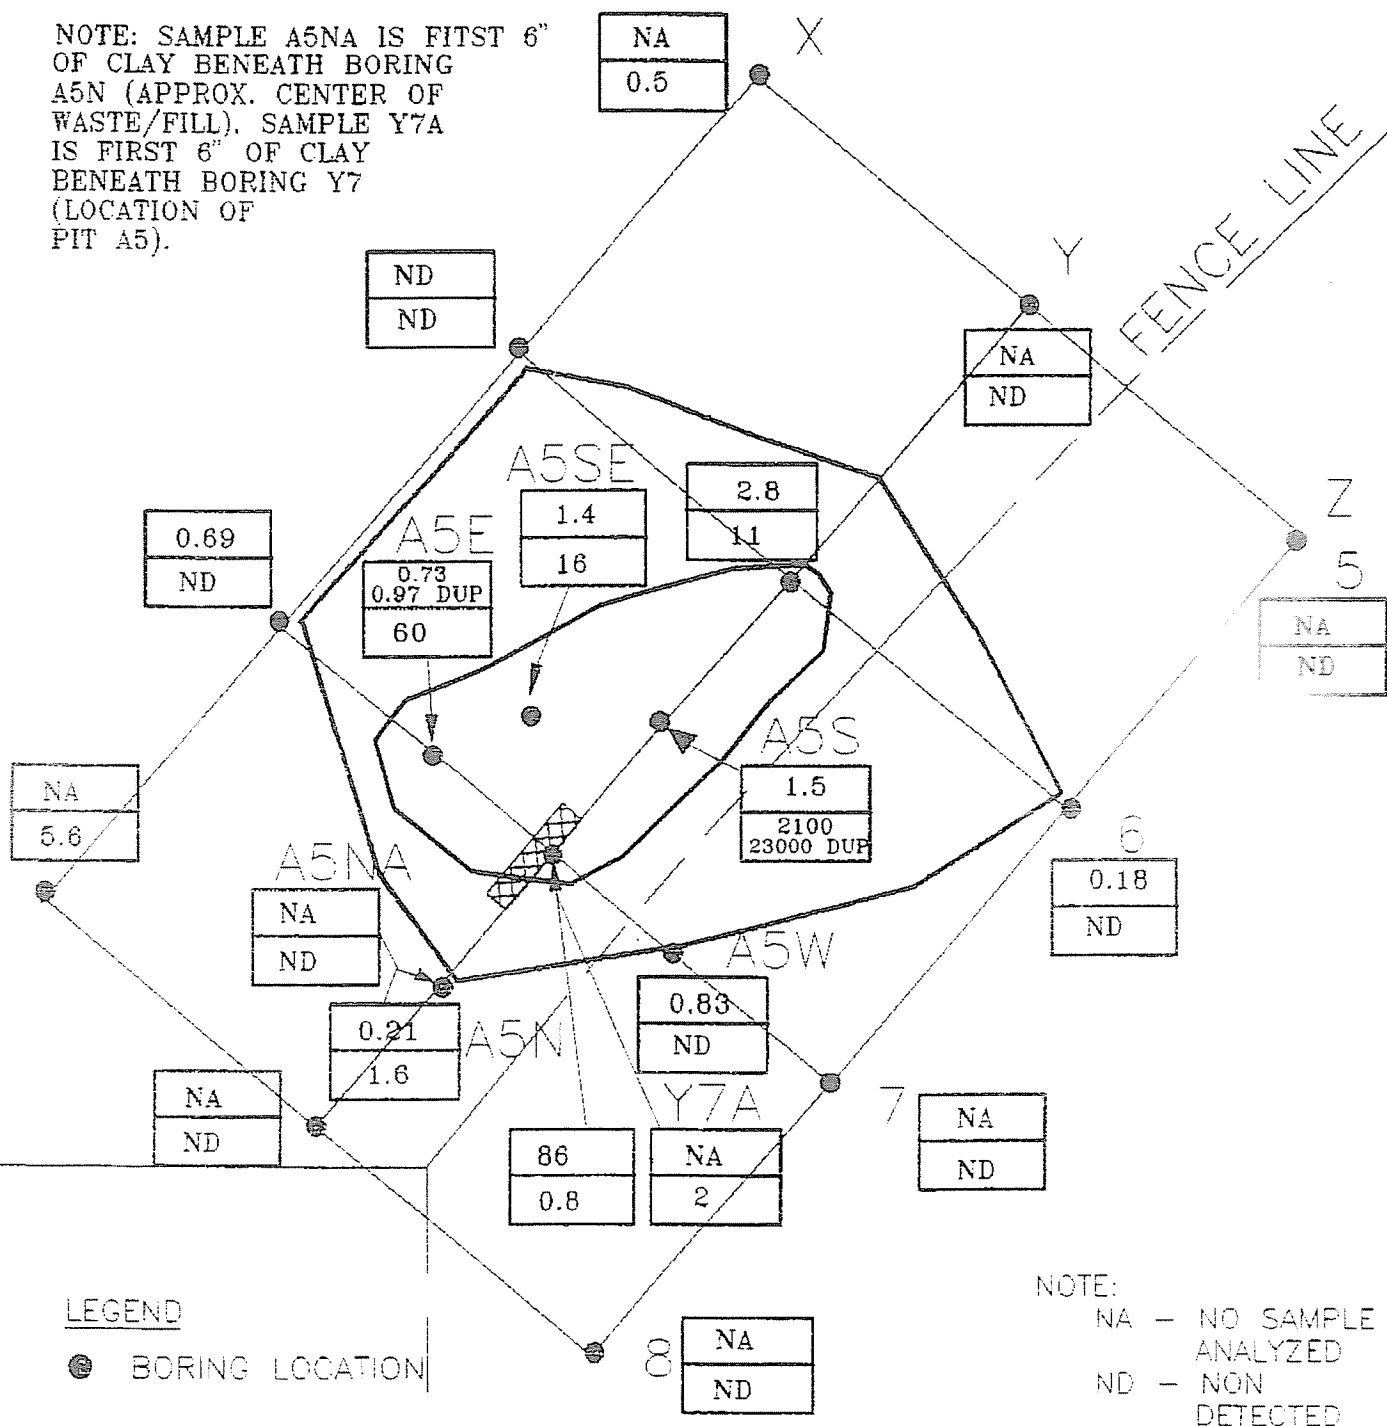 NOTE: SAMPLE A5NA IS FITST 6"
OF CLAY BENEATH BORING
A5N (APPROX. CENTER OF
WASTE/FILL). SAMPLE Y7A
IS FIRST 6" OF CLAY
BENEATH BORING Y7
(LOCATION OF
PIT A5).
NA
0.5
X
FENCE LINE
Y
ND
ND
NA
ND
A5SE
1.4
16
2.8
11
Z
5
NA
ND
0.69
ND
A5E
0.73
0.97 DUP
60
A5S
1.5
2100
23000 DUP
NA
5.6
6
0.18
ND
A5NA
NA
ND
A5W
0.83
ND
0.21
1.6
A5N
NA
ND
Y7A
86
0.8
NA
2
7
NA
ND
LEGEND
BORING LOCATION
8
NA
ND
NOTE:
NA - NO SAMPLE
ANALYZED
ND - NON
DETECTED